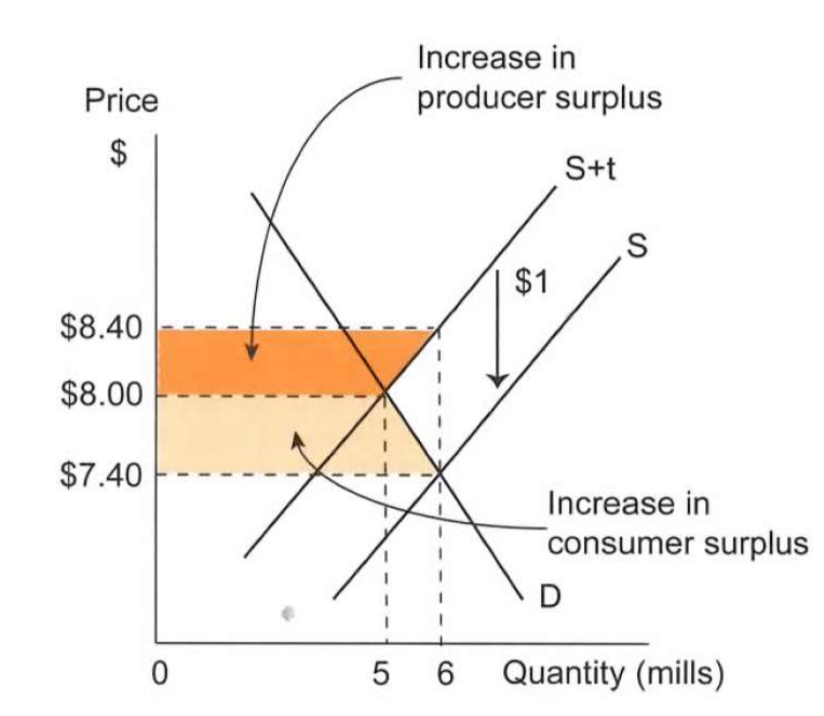 Increase in
producer surplus
Price
$
S+t
S
$1
$8.40
$8.00
$7.40
Increase in
consumer surplus
D
0
5
6
Quantity (mills)